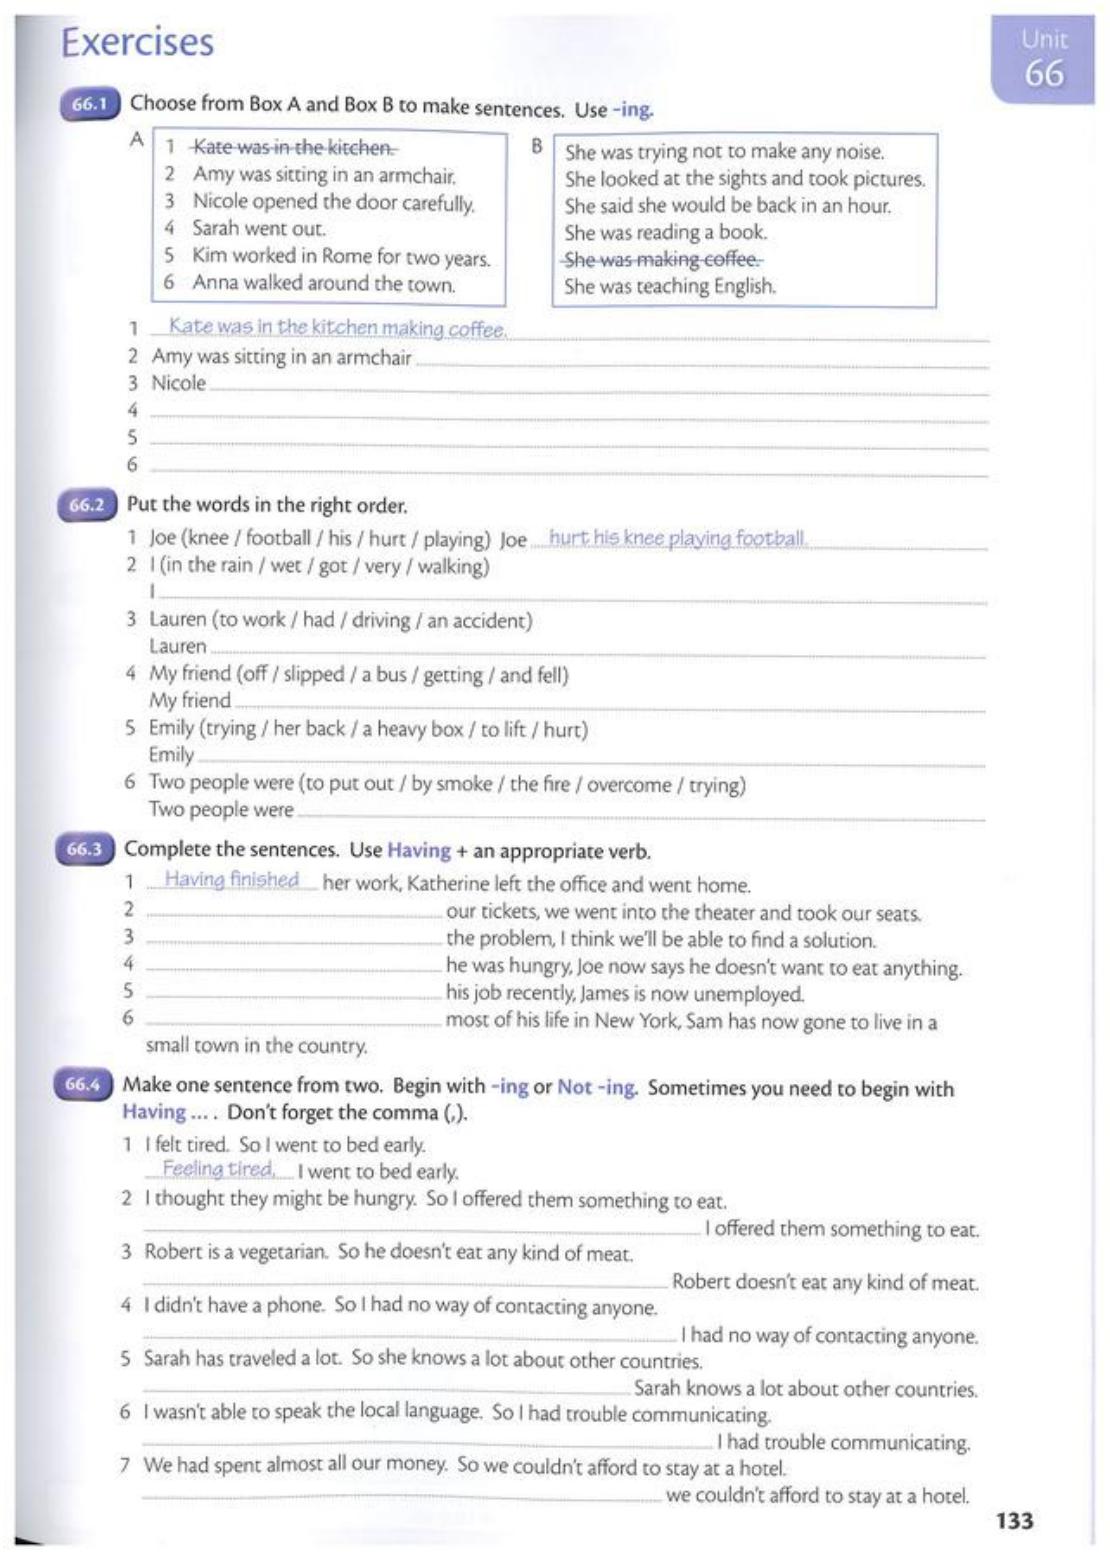 Exercises
Unit
66
66.1 Choose from Box A and Box B to make sentences. Use -ing.
A
1 Kate was in the kitchen.
2 Amy was sitting in an armchair.
3 Nicole opened the door carefully.
4 Sarah went out.
5 Kim worked in Rome for two years.
6 Anna walked around the town.
B
She was trying not to make any noise.
She looked at the sights and took pictures.
She said she would be back in an hour.
She was reading a book.
She was making coffee.
She was teaching English.
1 Kate was in the kitchen making coffee.
2 Amy was sitting in an armchair
3 Nicole
4
5
6
66.2 Put the words in the right order.
1 Joe (knee / football / his / hurt / playing) Joe hurt his knee playing football.
2 I (in the rain / wet / got / very / walking)
I
3 Lauren (to work / had / driving / an accident)
Lauren
4 My friend (off / slipped / a bus / getting / and fell)
My friend
5 Emily (trying / her back / a heavy box / to lift / hurt)
Emily
6 Two people were (to put out / by smoke / the fire / overcome / trying)
Two people were
66.3 Complete the sentences. Use Having + an appropriate verb.
1 Having finished her work, Katherine left the office and went home.
2 our tickets, we went into the theater and took our seats.
3 the problem, I think we'll be able to find a solution.
4 he was hungry, Joe now says he doesn't want to eat anything.
5 his job recently, James is now unemployed.
6 most of his life in New York, Sam has now gone to live in a
small town in the country.
66.4 Make one sentence from two. Begin with -ing or Not -ing. Sometimes you need to begin with
Having ... . Don't forget the comma (,).
1 I felt tired. So I went to bed early.
Feeling tired, I went to bed early.
2 I thought they might be hungry. So I offered them something to eat.
I offered them something to eat.
3 Robert is a vegetarian. So he doesn't eat any kind of meat.
Robert doesn't eat any kind of meat.
4 I didn't have a phone. So I had no way of contacting anyone.
I had no way of contacting anyone.
5 Sarah has traveled a lot. So she knows a lot about other countries.
Sarah knows a lot about other countries.
6 I wasn't able to speak the local language. So I had trouble communicating.
I had trouble communicating.
7 We had spent almost all our money. So we couldn't afford to stay at a hotel.
we couldn't afford to stay at a hotel.
133